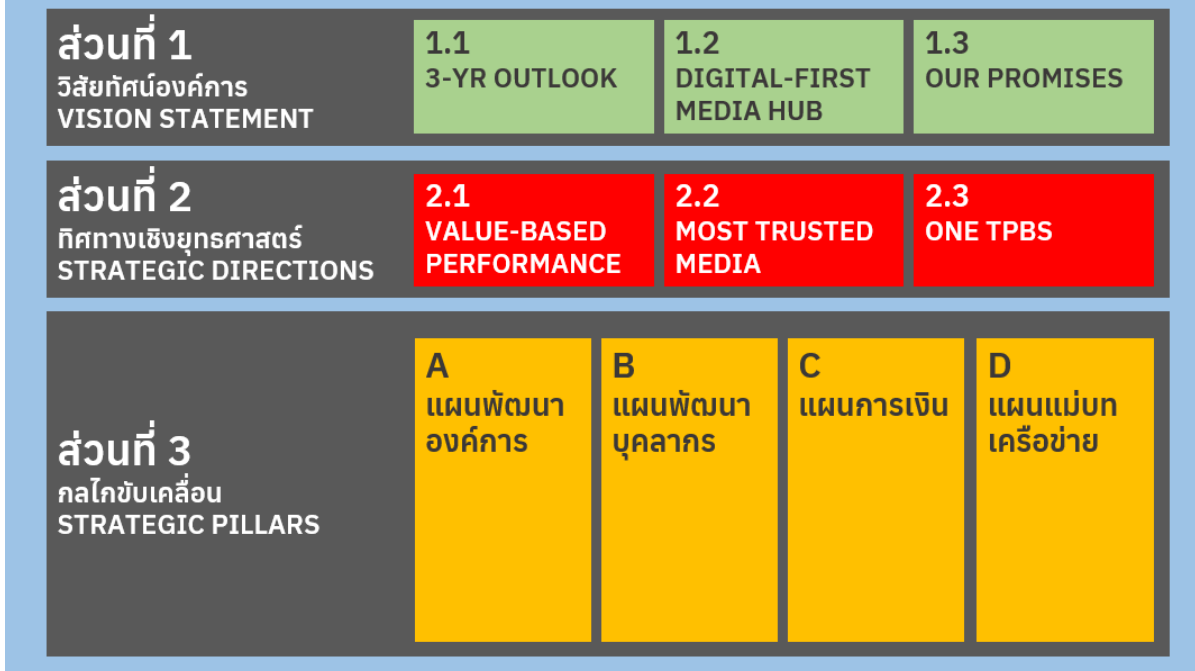 ส่วนที่ 1
วิสัยทัศน์องค์การ
VISION STATEMENT
1.1
3-YR OUTLOOK
1.2
DIGITAL-FIRST
MEDIA HUB
1.3
OUR PROMISES
ส่วนที่ 2
ทิศทางเชิงยุทธศาสตร์
STRATEGIC DIRECTIONS
2.1
VALUE-BASED
PERFORMANCE
2.2
MOST TRUSTED
MEDIA
2.3
ONE TPBS
ส่วนที่ 3
กลไกขับเคลื่อน
STRATEGIC PILLARS
A
แผนพัฒนา
องค์การ
B
แผนพัฒนา
บุคลากร
C
แผนการเงิน
D
แผนแม่บท
เครือข่าย